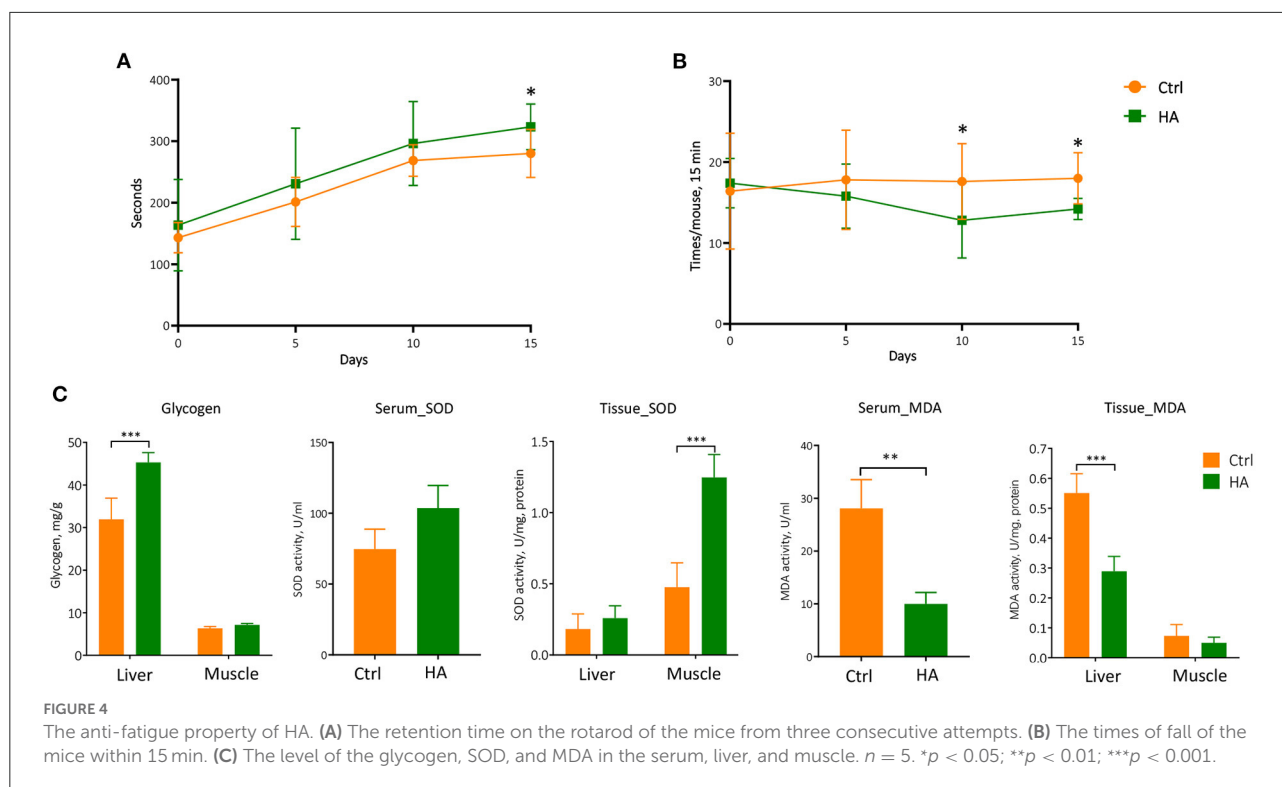 A
400
300
200
100
0
Seconds
0 5 10 15
Days
*
B
30
20
10
0
Times/mouse, 15 min
0 5 10 15
Days
* *
Ctrl
HA
C
Glycogen
50
40
30
20
10
0
Glycogen, mg/g
***
Liver Muscle
Serum_SOD
150
100
50
0
SOD activity, U/ml
Ctrl HA
Tissue_SOD
1.5
1.0
0.5
0.0
SOD activity, U/mg, protein
***
Liver Muscle
Serum_MDA
40
30
20
10
0
MDA activity, U/ml
**
Ctrl HA
Tissue_MDA
0.7
0.6
0.5
0.4
0.3
0.2
0.1
0.0
MDA activity, U/mg, protein
***
Liver Muscle
Ctrl
HA
FIGURE 4
The anti-fatigue property of HA. (A) The retention time on the rotarod of the mice from three consecutive attempts. (B) The times of fall of the
mice within 15 min. (C) The level of the glycogen, SOD, and MDA in the serum, liver, and muscle. n = 5. *p < 0.05; **p < 0.01; ***p < 0.001.